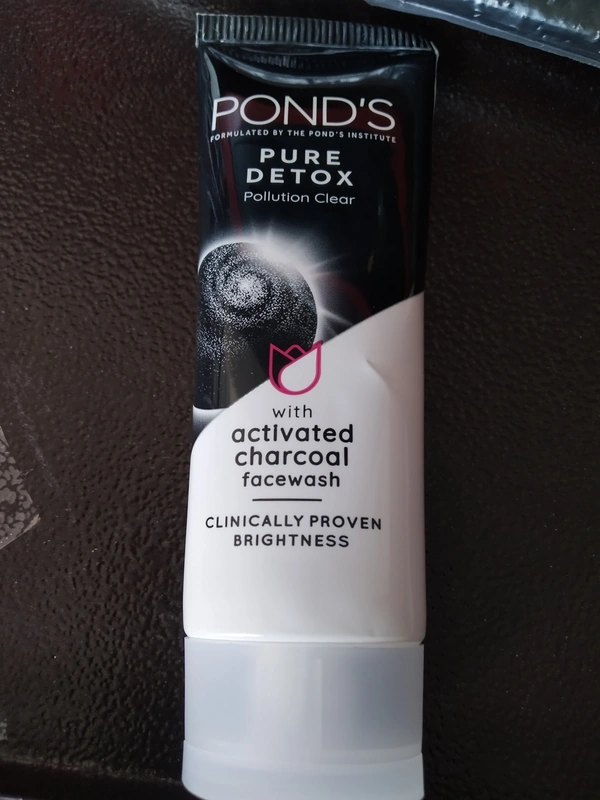 POND'S
FORMULATED BY THE POND'S INSTITUTE
PURE
DETOX
Pollution Clear
with
activated
charcoal
facewash
CLINICALLY PROVEN
BRIGHTNESS